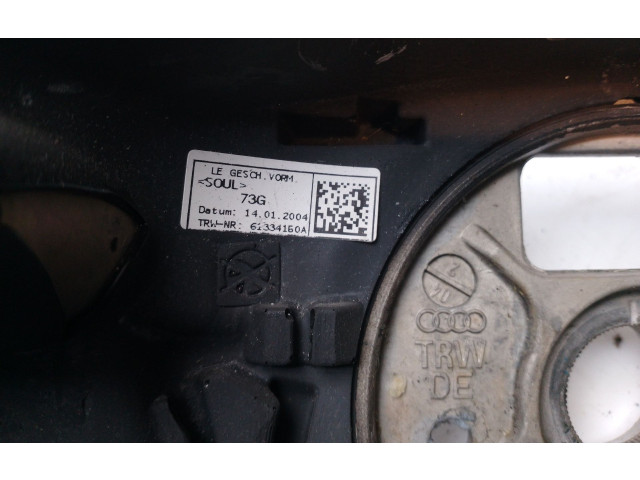 LE GESCH.VORM.
<SOUL>
73G
Datum: 14.01.2004
TRW-NR: 61334160A
TRW
DE